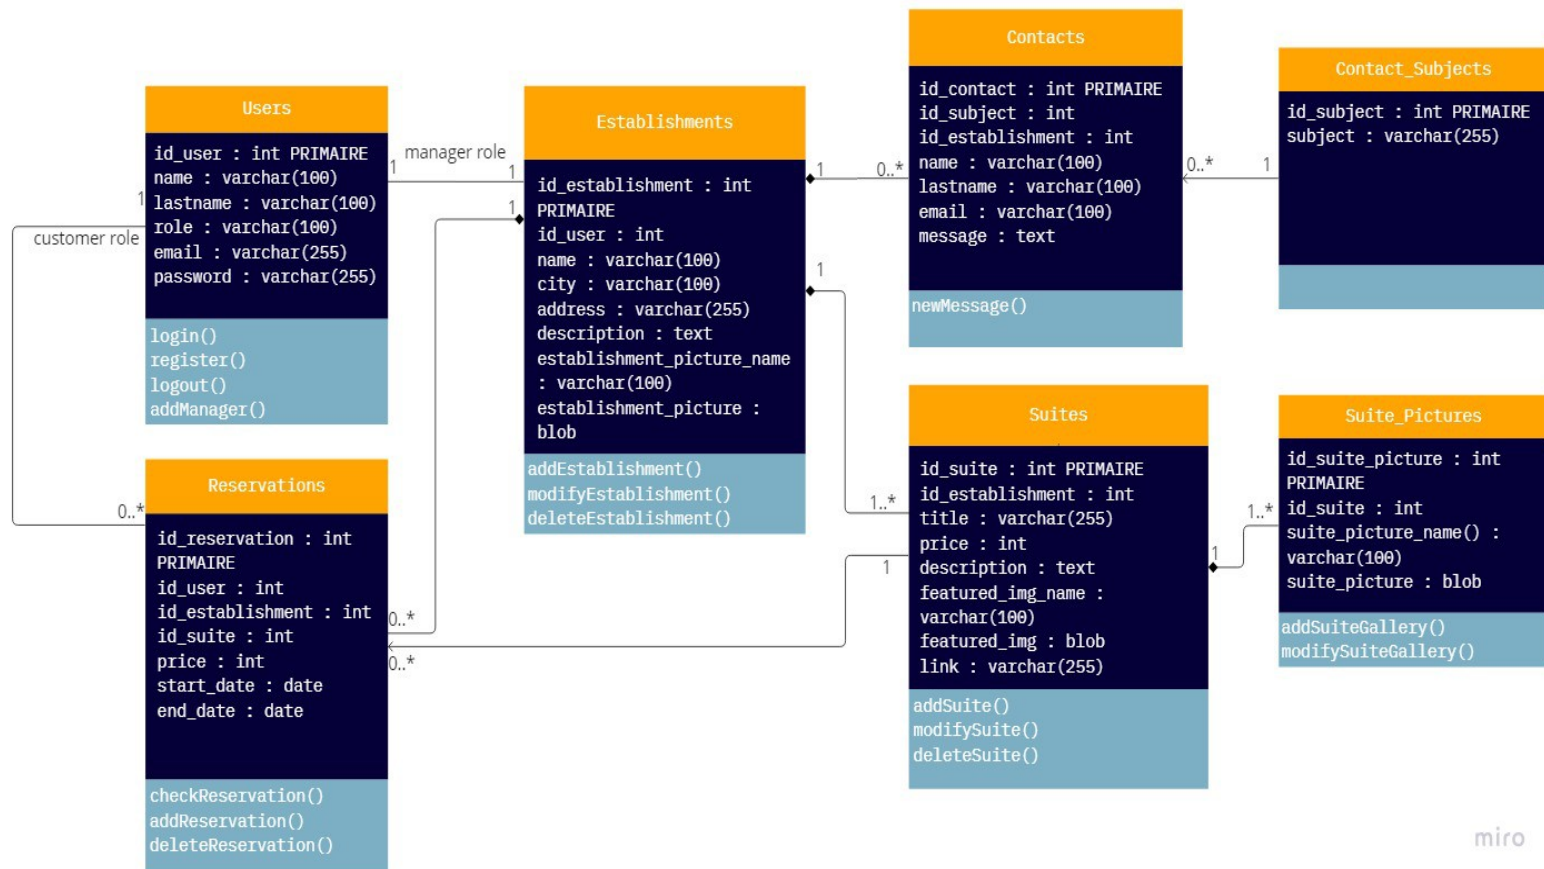 Users
id_user : int PRIMAIRE
name : varchar(100)
lastname : varchar(100)
role : varchar(100)
email : varchar(255)
password : varchar(255)
login()
register()
logout()
addManager()
1
manager role
1
1
customer role
0..*
Reservations
id_reservation : int
PRIMAIRE
id_user : int
id_establishment : int
id_suite : int
price : int
start_date : date
end_date : date
checkReservation()
addReservation()
deleteReservation()
1
0..*
0..*
Establishments
id_establishment : int
PRIMAIRE
id_user : int
name : varchar(100)
city : varchar(100)
address : varchar(255)
description : text
establishment_picture_name
: varchar(100)
establishment_picture :
blob
addEstablishment()
modifyEstablishment()
deleteEstablishment()
1
0..*
1
1..*
1
Contacts
id_contact : int PRIMAIRE
id_subject : int
id_establishment : int
name : varchar(100)
lastname : varchar(100)
email : varchar(100)
message : text
newMessage()
0..*
1
Contact_Subjects
id_subject : int PRIMAIRE
subject : varchar(255)
Suites
id_suite : int PRIMAIRE
id_establishment : int
title : varchar(255)
price : int
description : text
featured_img_name :
varchar(100)
featured_img : blob
link : varchar(255)
addSuite()
modifySuite()
deleteSuite()
1
1..*
Suite_Pictures
id_suite_picture : int
PRIMAIRE
id_suite : int
suite_picture_name() :
varchar(100)
suite_picture : blob
addSuiteGallery()
modifySuiteGallery()
miro